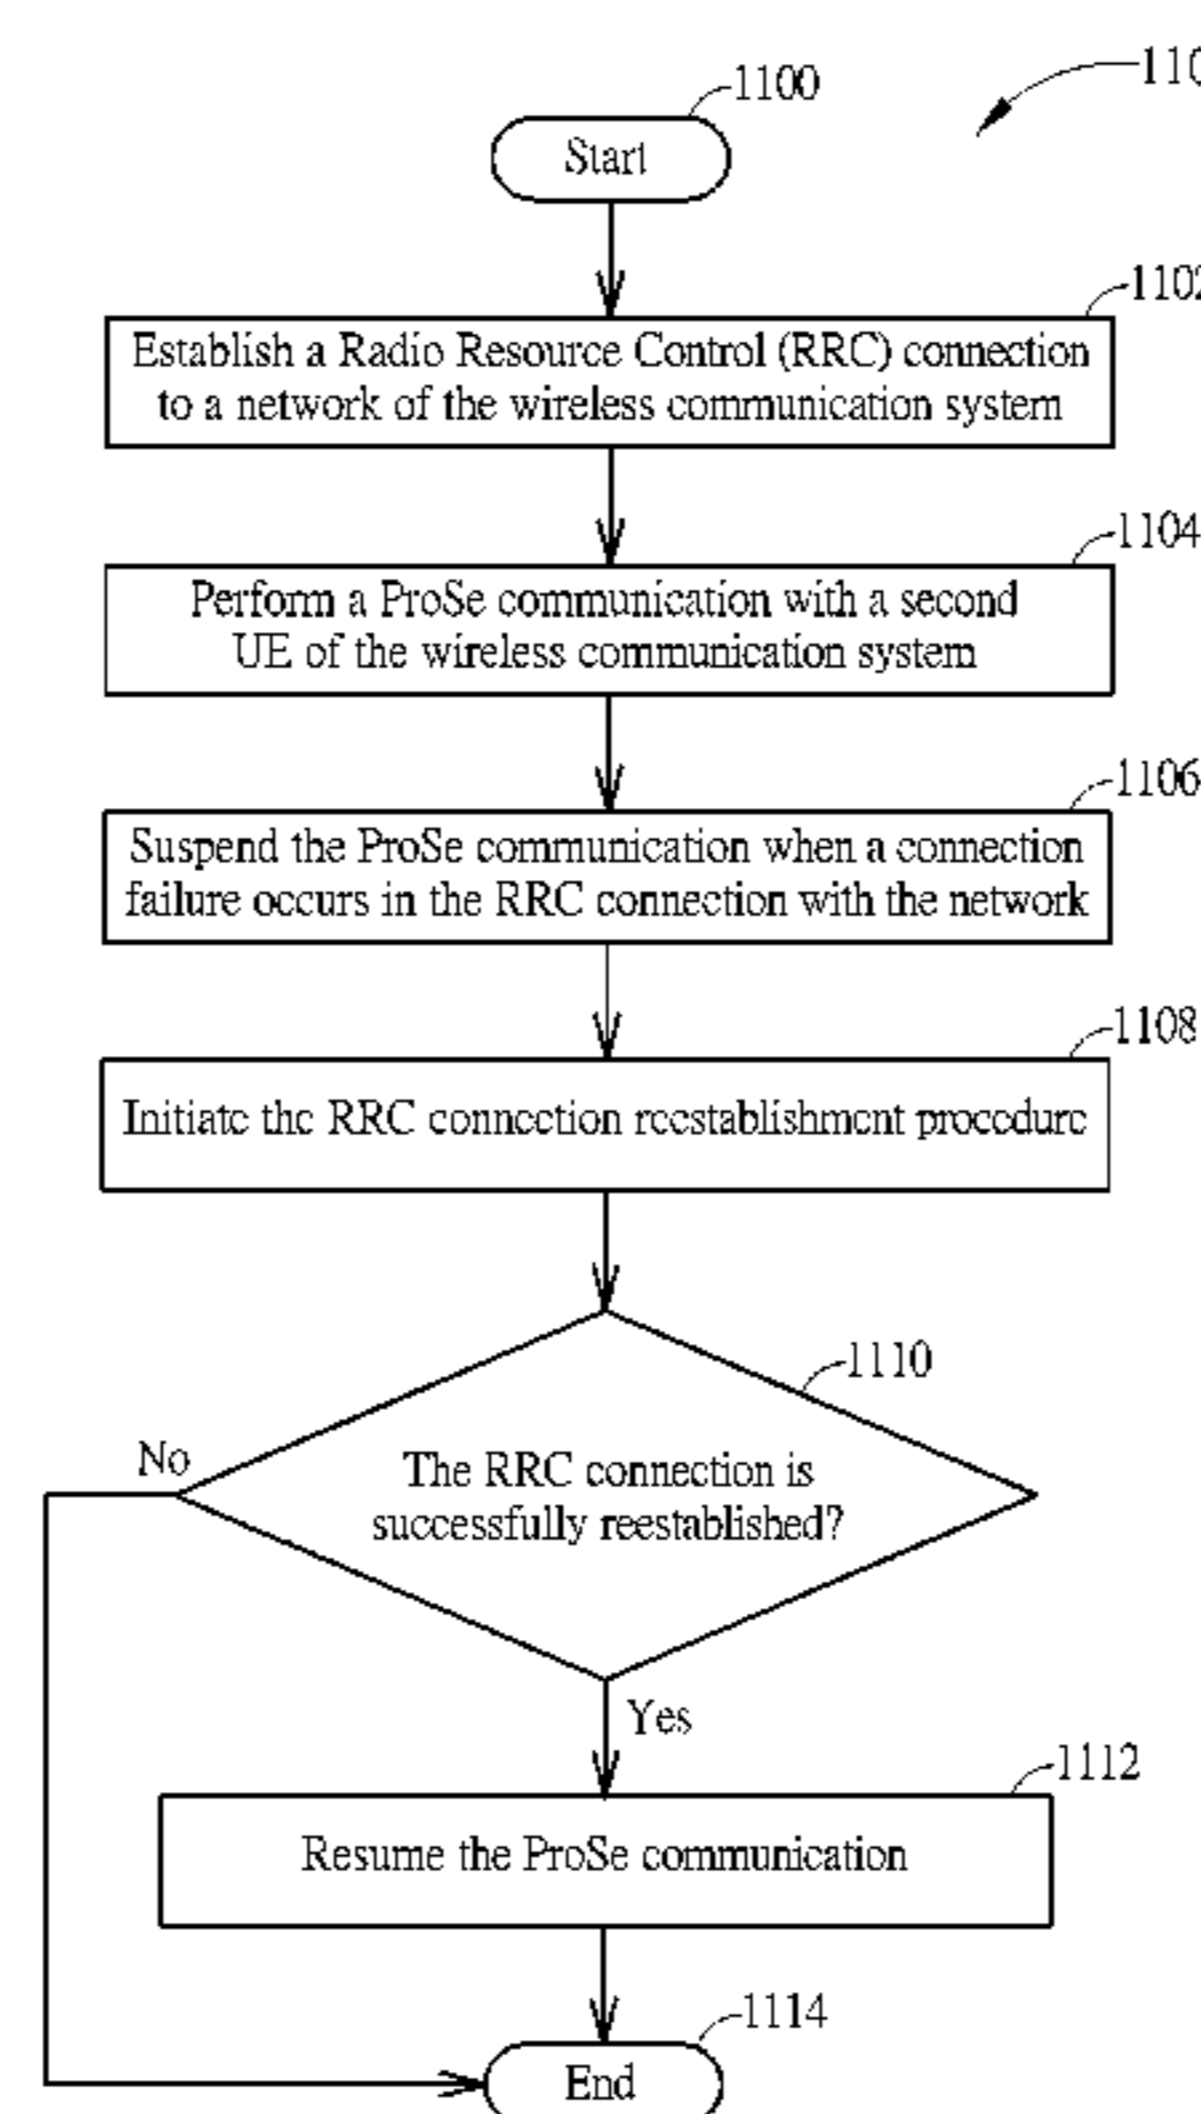 1100
Start
1102
Establish a Radio Resource Control (RRC) connection
to a network of the wireless communication system
1104
Perform a ProSe communication with a second
UE of the wireless communication system
1106
Suspend the ProSe communication when a connection
failure occurs in the RRC connection with the network
1108
Initiate the RRC connection reestablishment procedure
1110
No
The RRC connection is
successfully reestablished?
Yes
1112
Resume the ProSe communication
1114
End